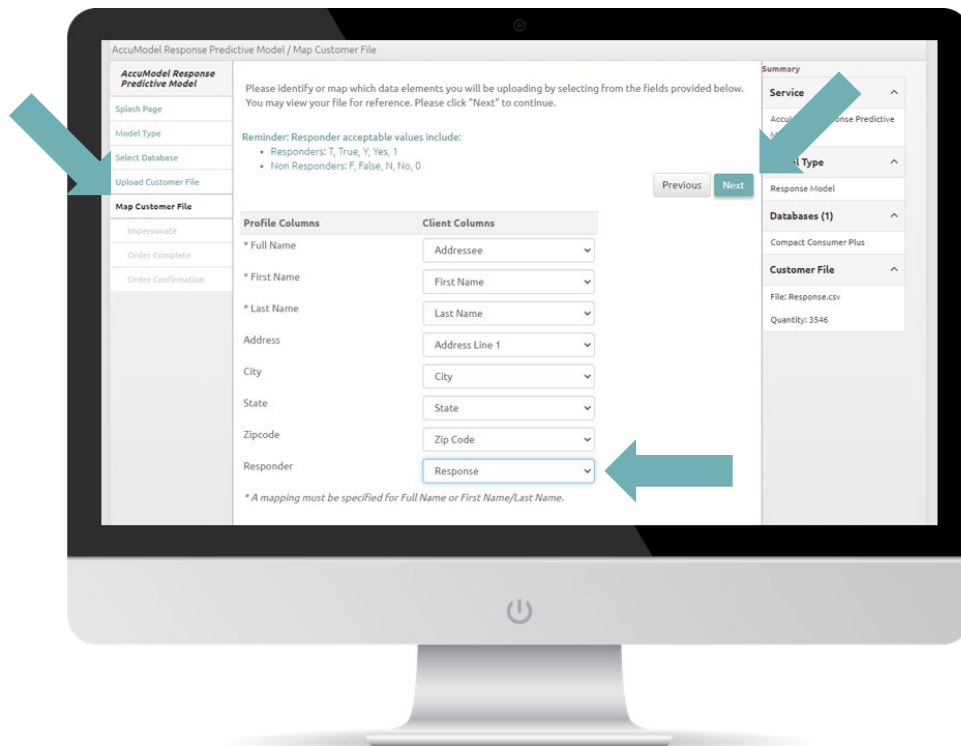 AccuModel Response Predictive Model / Map Customer File
AccuModel Response
Predictive Model
Splash Page
Model Type
Select Database
Upload Customer File
Map Customer File
Impersonate
Order Complete
Order Confirmation
Please identify or map which data elements you will be uploading by selecting from the fields provided below.
You may view your file for reference. Please click "Next" to continue.
Reminder: Responder acceptable values include:
• Responders: T, True, Y, Yes, 1
• Non Responders: F, False, N, No, 0
Previous Next
Profile Columns Client Columns
* Full Name Addressee
* First Name First Name
* Last Name Last Name
Address Address Line 1
City City
State State
Zipcode Zip Code
Responder Response
* A mapping must be specified for Full Name or First Name/Last Name.
Summary
Service
Predictive
Type
Response Model
Databases (1)
Compact Consumer Plus
Customer File
File: Response.csv
Quantity: 3546